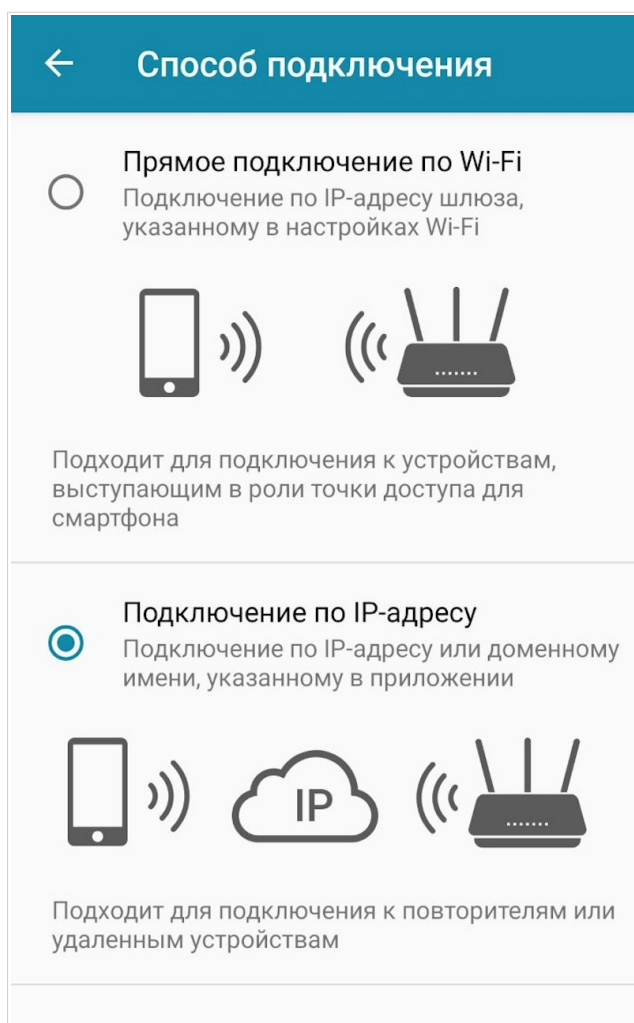 Способ подключения
Прямое подключение по Wi-Fi
Подключение по IP-адресу шлюза,
указанному в настройках Wi-Fi
Подходит для подключения к устройствам,
выступающим в роли точки доступа для
смартфона
Подключение по IP-адресу
Подключение по IP-адресу или доменному
имени, указанному в приложении
IP
Подходит для подключения к повторителям или
удаленным устройствам